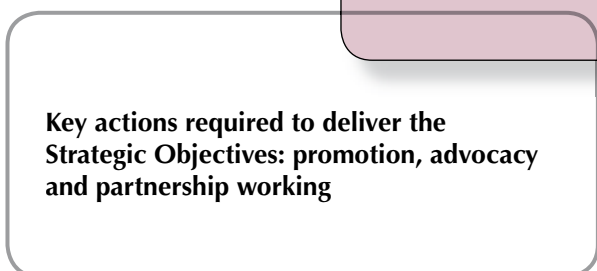 Key actions required to deliver the
Strategic Objectives: promotion, advocacy
and partnership working